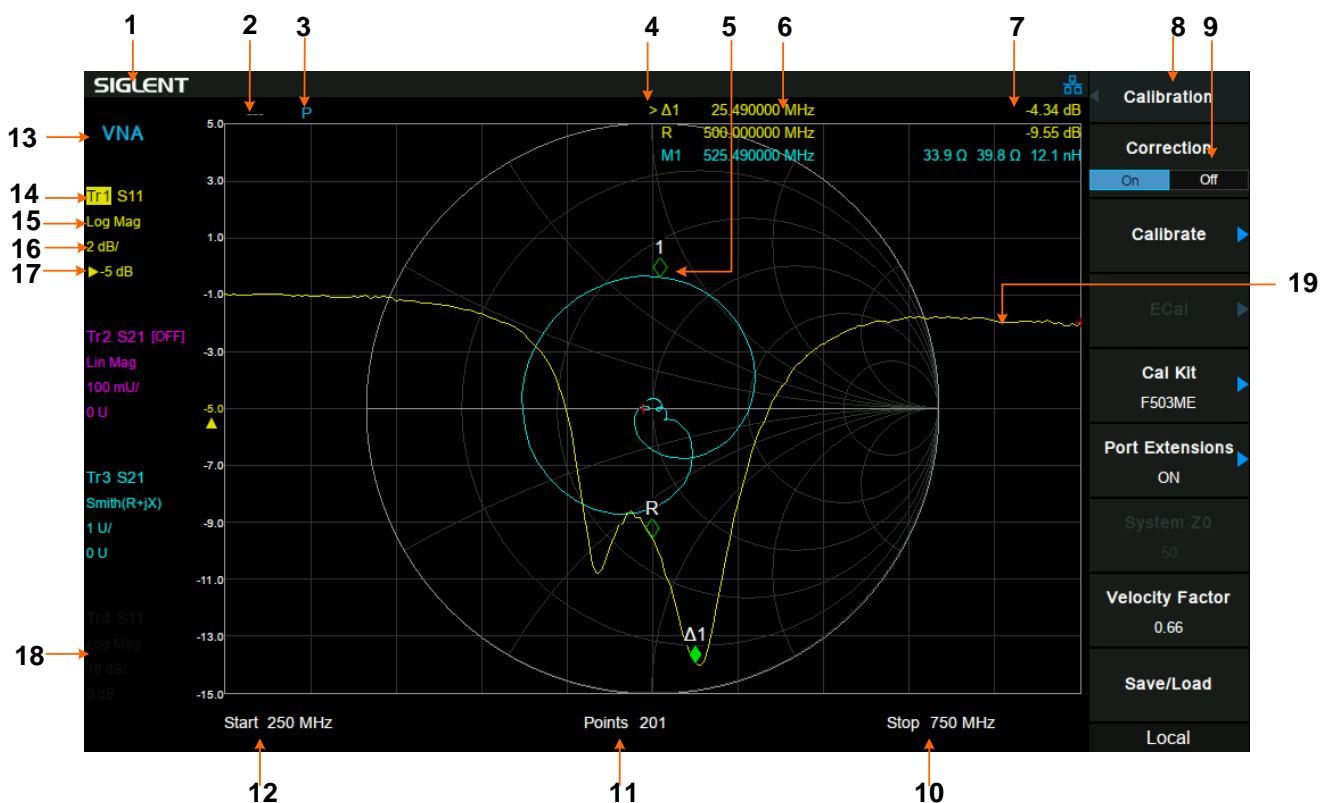 1 2 3 4 5 6 7 8 9
SIGLENT
--- P
> Δ1 25.490000 MHz -4.34 dB
R 500.000000 MHz -9.55 dB
M1 525.490000 MHz 33.9 Ω 39.8 Ω 12.1 nH
13
VNA
14
Tr1 S11
15
Log Mag
16
2 dB/
17
-5 dB
Tr2 S21 [OFF]
Lin Mag
100 mU/
0 U
Tr3 S21
Smith(R+jX)
1 U/
0 U
Tr4 S11
Log Mag
18
10 dB/
0 dB
5.0
3.0
1.0
-1.0
-3.0
-5.0
-7.0
-9.0
-11.0
-13.0
-15.0
1
R
Δ1
Start 250 MHz Points 201 Stop 750 MHz
12 11 10
Calibration
Correction
On Off
Calibrate
19
ECal
Cal Kit
F503ME
Port Extensions
ON
System Z0
50
Velocity Factor
0.66
Save/Load
Local